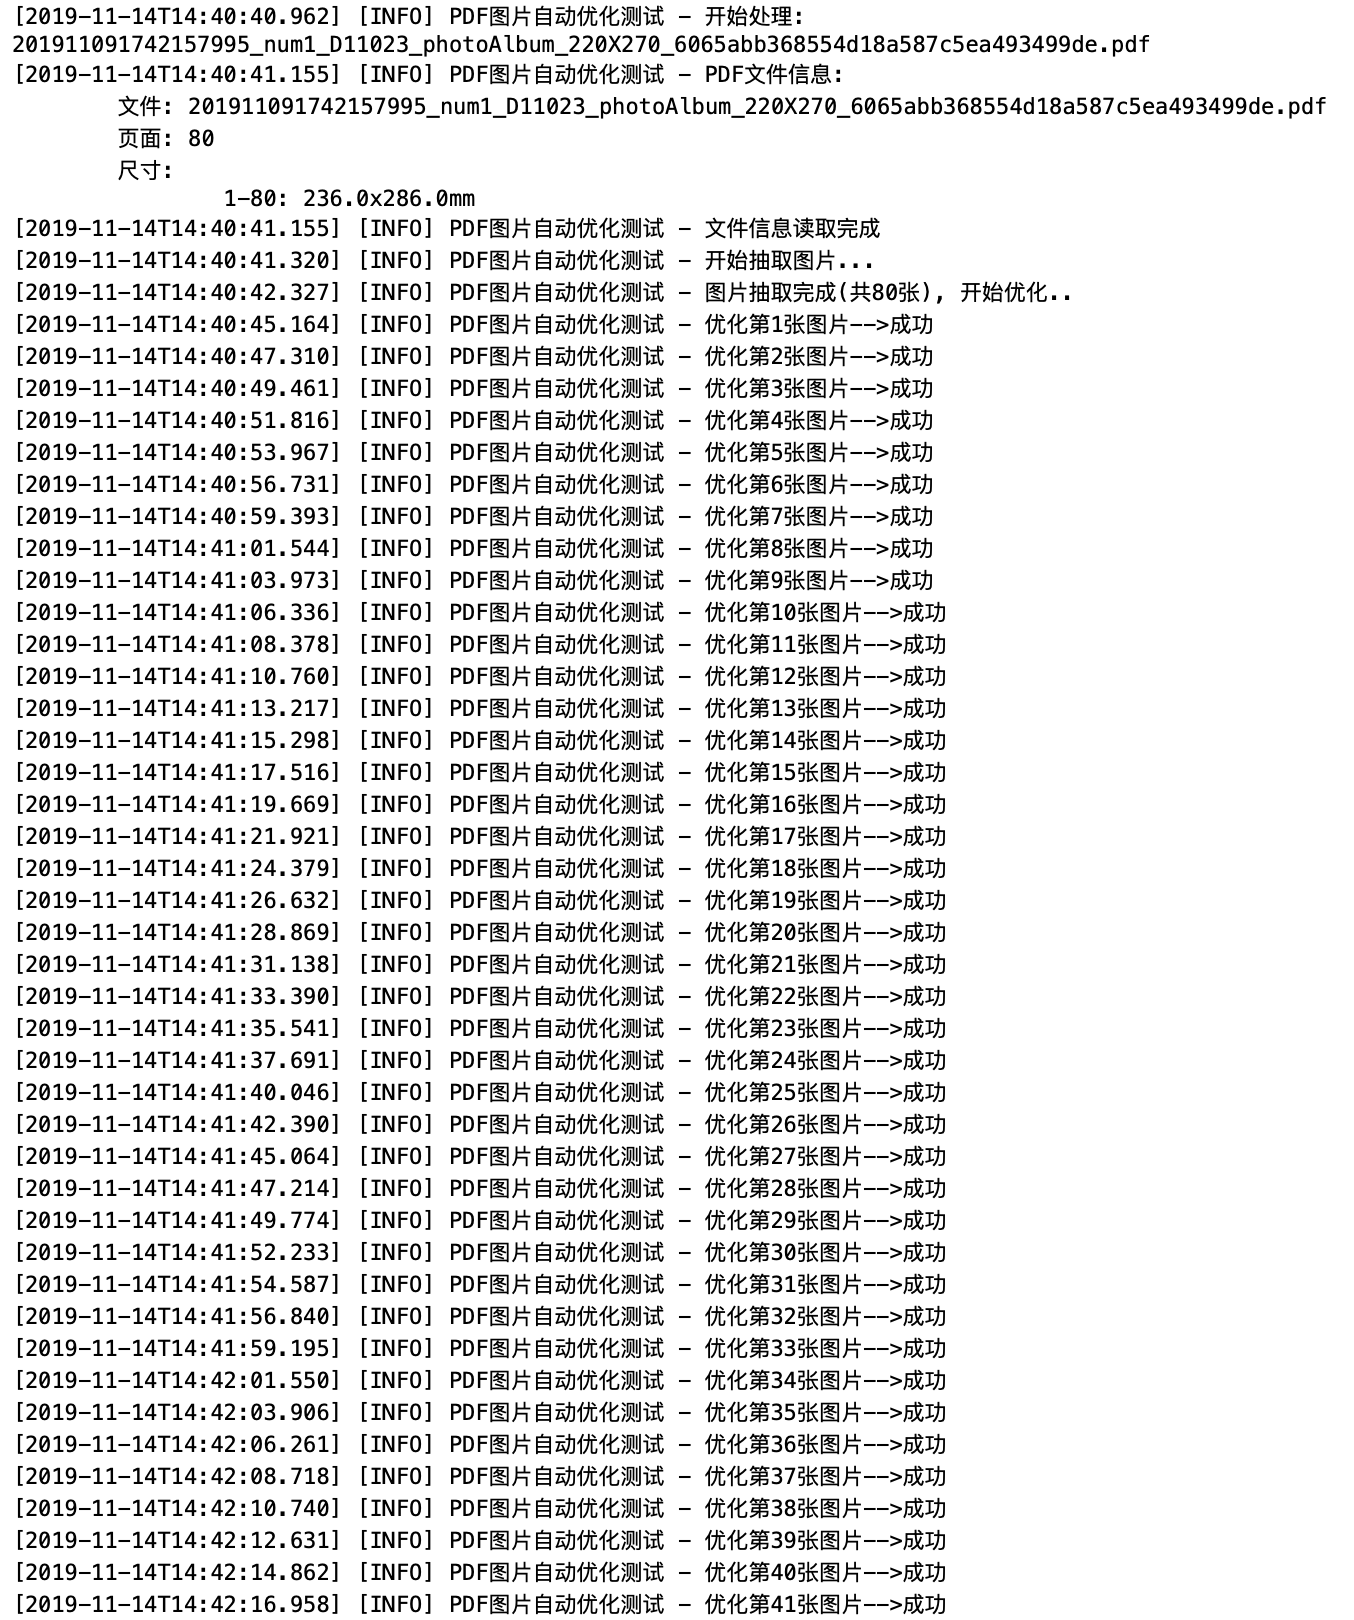 [2019-11-14T14:40:40.962] [INFO] PDF图片自动优化测试 - 开始处理:
201911091742157995_num1_D11023_photoAlbum_220X270_6065abb368554d18a587c5ea493499de.pdf
[2019-11-14T14:40:41.155] [INFO] PDF图片自动优化测试 - PDF文件信息:
文件: 201911091742157995_num1_D11023_photoAlbum_220X270_6065abb368554d18a587c5ea493499de.pdf
页面: 80
尺寸:
1-80: 236.0x286.0mm
[2019-11-14T14:40:41.155] [INFO] PDF图片自动优化测试 - 文件信息读取完成
[2019-11-14T14:40:41.320] [INFO] PDF图片自动优化测试 - 开始抽取图片...
[2019-11-14T14:40:42.327] [INFO] PDF图片自动优化测试 - 图片抽取完成(共80张), 开始优化..
[2019-11-14T14:40:45.164] [INFO] PDF图片自动优化测试 - 优化第1张图片-->成功
[2019-11-14T14:40:47.310] [INFO] PDF图片自动优化测试 - 优化第2张图片-->成功
[2019-11-14T14:40:49.461] [INFO] PDF图片自动优化测试 - 优化第3张图片-->成功
[2019-11-14T14:40:51.816] [INFO] PDF图片自动优化测试 - 优化第4张图片-->成功
[2019-11-14T14:40:53.967] [INFO] PDF图片自动优化测试 - 优化第5张图片-->成功
[2019-11-14T14:40:56.731] [INFO] PDF图片自动优化测试 - 优化第6张图片-->成功
[2019-11-14T14:40:59.393] [INFO] PDF图片自动优化测试 - 优化第7张图片-->成功
[2019-11-14T14:41:01.544] [INFO] PDF图片自动优化测试 - 优化第8张图片-->成功
[2019-11-14T14:41:03.973] [INFO] PDF图片自动优化测试 - 优化第9张图片-->成功
[2019-11-14T14:41:06.336] [INFO] PDF图片自动优化测试 - 优化第10张图片-->成功
[2019-11-14T14:41:08.378] [INFO] PDF图片自动优化测试 - 优化第11张图片-->成功
[2019-11-14T14:41:10.760] [INFO] PDF图片自动优化测试 - 优化第12张图片-->成功
[2019-11-14T14:41:13.217] [INFO] PDF图片自动优化测试 - 优化第13张图片-->成功
[2019-11-14T14:41:15.298] [INFO] PDF图片自动优化测试 - 优化第14张图片-->成功
[2019-11-14T14:41:17.516] [INFO] PDF图片自动优化测试 - 优化第15张图片-->成功
[2019-11-14T14:41:19.669] [INFO] PDF图片自动优化测试 - 优化第16张图片-->成功
[2019-11-14T14:41:21.921] [INFO] PDF图片自动优化测试 - 优化第17张图片-->成功
[2019-11-14T14:41:24.379] [INFO] PDF图片自动优化测试 - 优化第18张图片-->成功
[2019-11-14T14:41:26.632] [INFO] PDF图片自动优化测试 - 优化第19张图片-->成功
[2019-11-14T14:41:28.869] [INFO] PDF图片自动优化测试 - 优化第20张图片-->成功
[2019-11-14T14:41:31.138] [INFO] PDF图片自动优化测试 - 优化第21张图片-->成功
[2019-11-14T14:41:33.390] [INFO] PDF图片自动优化测试 - 优化第22张图片-->成功
[2019-11-14T14:41:35.541] [INFO] PDF图片自动优化测试 - 优化第23张图片-->成功
[2019-11-14T14:41:37.691] [INFO] PDF图片自动优化测试 - 优化第24张图片-->成功
[2019-11-14T14:41:40.046] [INFO] PDF图片自动优化测试 - 优化第25张图片-->成功
[2019-11-14T14:41:42.390] [INFO] PDF图片自动优化测试 - 优化第26张图片-->成功
[2019-11-14T14:41:45.064] [INFO] PDF图片自动优化测试 - 优化第27张图片-->成功
[2019-11-14T14:41:47.214] [INFO] PDF图片自动优化测试 - 优化第28张图片-->成功
[2019-11-14T14:41:49.774] [INFO] PDF图片自动优化测试 - 优化第29张图片-->成功
[2019-11-14T14:41:52.233] [INFO] PDF图片自动优化测试 - 优化第30张图片-->成功
[2019-11-14T14:41:54.587] [INFO] PDF图片自动优化测试 - 优化第31张图片-->成功
[2019-11-14T14:41:56.840] [INFO] PDF图片自动优化测试 - 优化第32张图片-->成功
[2019-11-14T14:41:59.195] [INFO] PDF图片自动优化测试 - 优化第33张图片-->成功
[2019-11-14T14:42:01.550] [INFO] PDF图片自动优化测试 - 优化第34张图片-->成功
[2019-11-14T14:42:03.906] [INFO] PDF图片自动优化测试 - 优化第35张图片-->成功
[2019-11-14T14:42:06.261] [INFO] PDF图片自动优化测试 - 优化第36张图片-->成功
[2019-11-14T14:42:08.718] [INFO] PDF图片自动优化测试 - 优化第37张图片-->成功
[2019-11-14T14:42:10.740] [INFO] PDF图片自动优化测试 - 优化第38张图片-->成功
[2019-11-14T14:42:12.631] [INFO] PDF图片自动优化测试 - 优化第39张图片-->成功
[2019-11-14T14:42:14.862] [INFO] PDF图片自动优化测试 - 优化第40张图片-->成功
[2019-11-14T14:42:16.958] [INFO] PDF图片自动优化测试 - 优化第41张图片-->成功